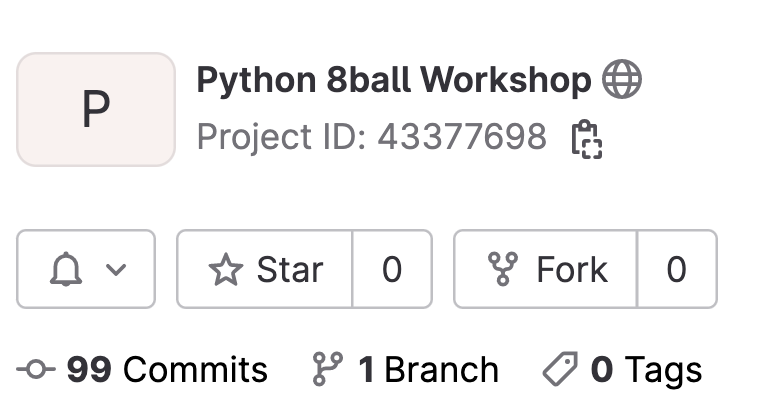 P
Python 8ball Workshop
Project ID: 43377698
Star 0 Fork 0
99 Commits 1 Branch 0 Tags